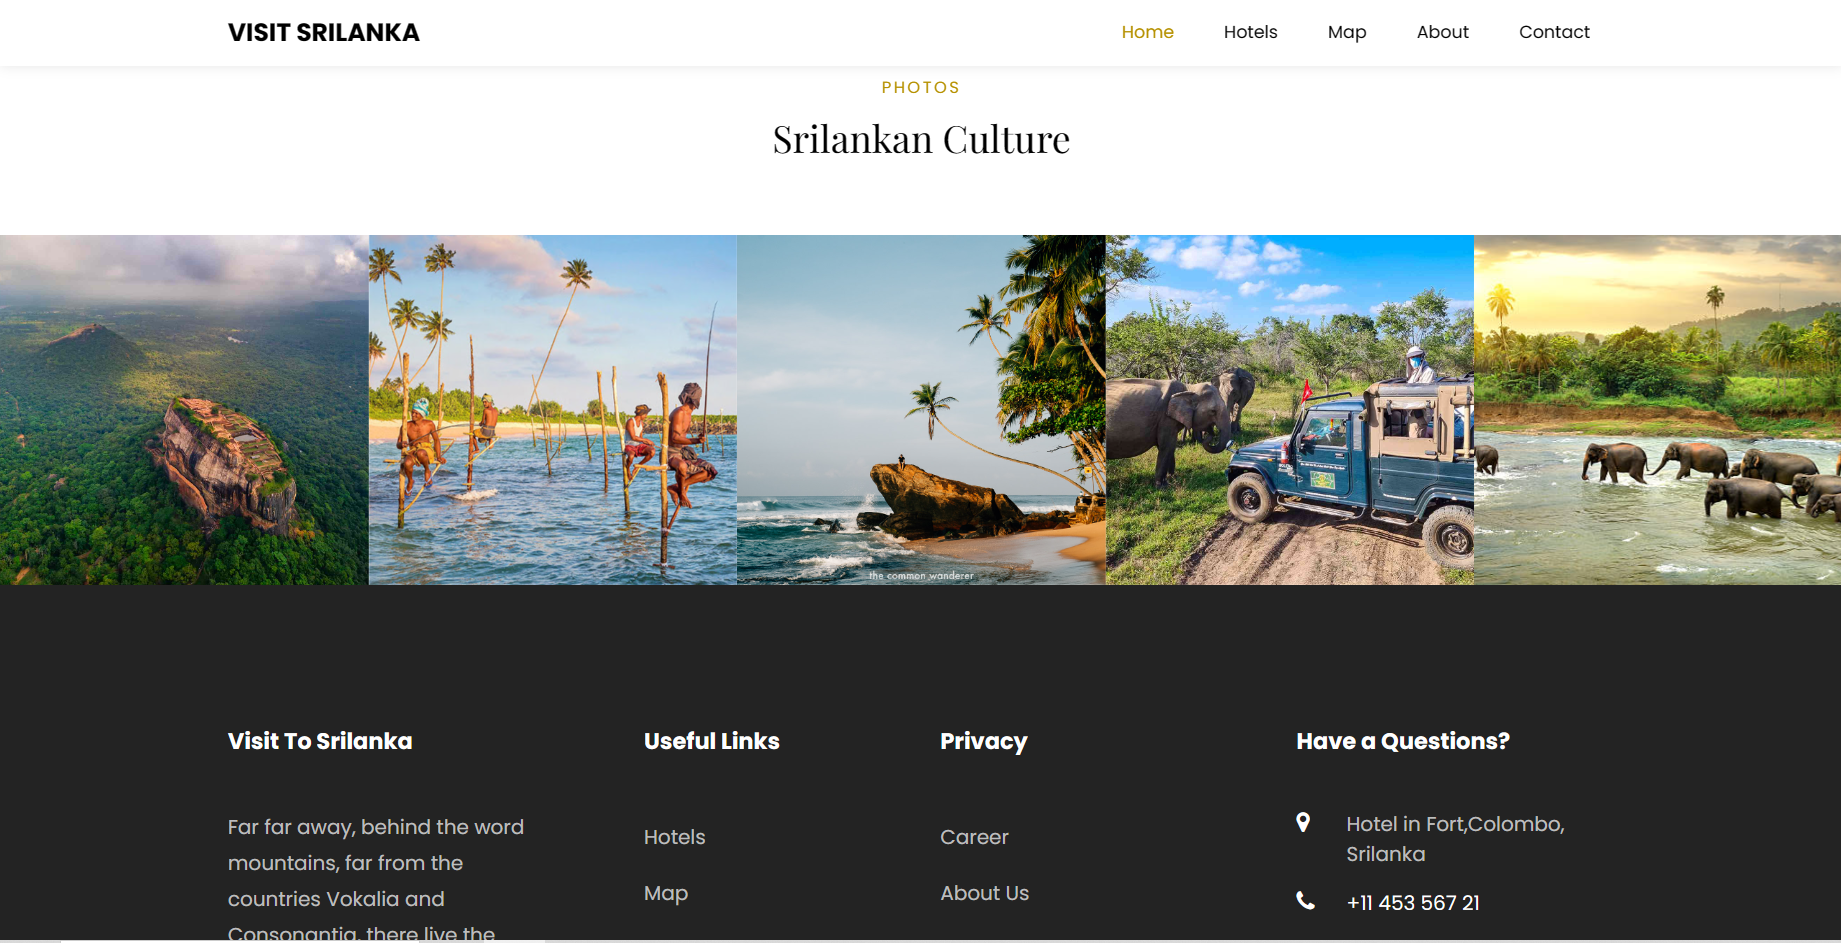 VISIT SRILANKA
Home Hotels Map About Contact
PHOTOS
Srilankan Culture
the common wanderer
Visit To Srilanka
Far far away, behind the word
mountains, far from the
countries Vokalia and
Consonantia, there live the
Useful Links
Hotels
Map
Privacy
Career
About Us
Have a Questions?
Hotel in Fort,Colombo,
Srilanka
+11 453 567 21